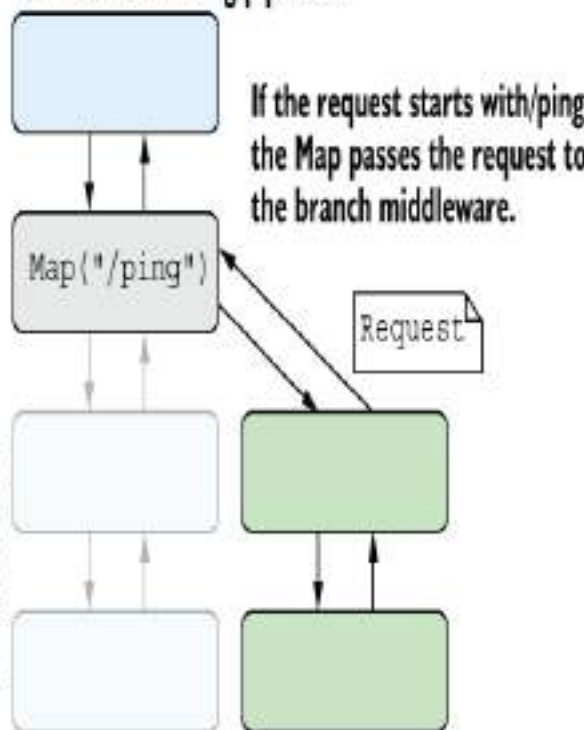 If the request starts with/ping
the Map passes the request to
the branch middleware.
Map("/ping")
Request